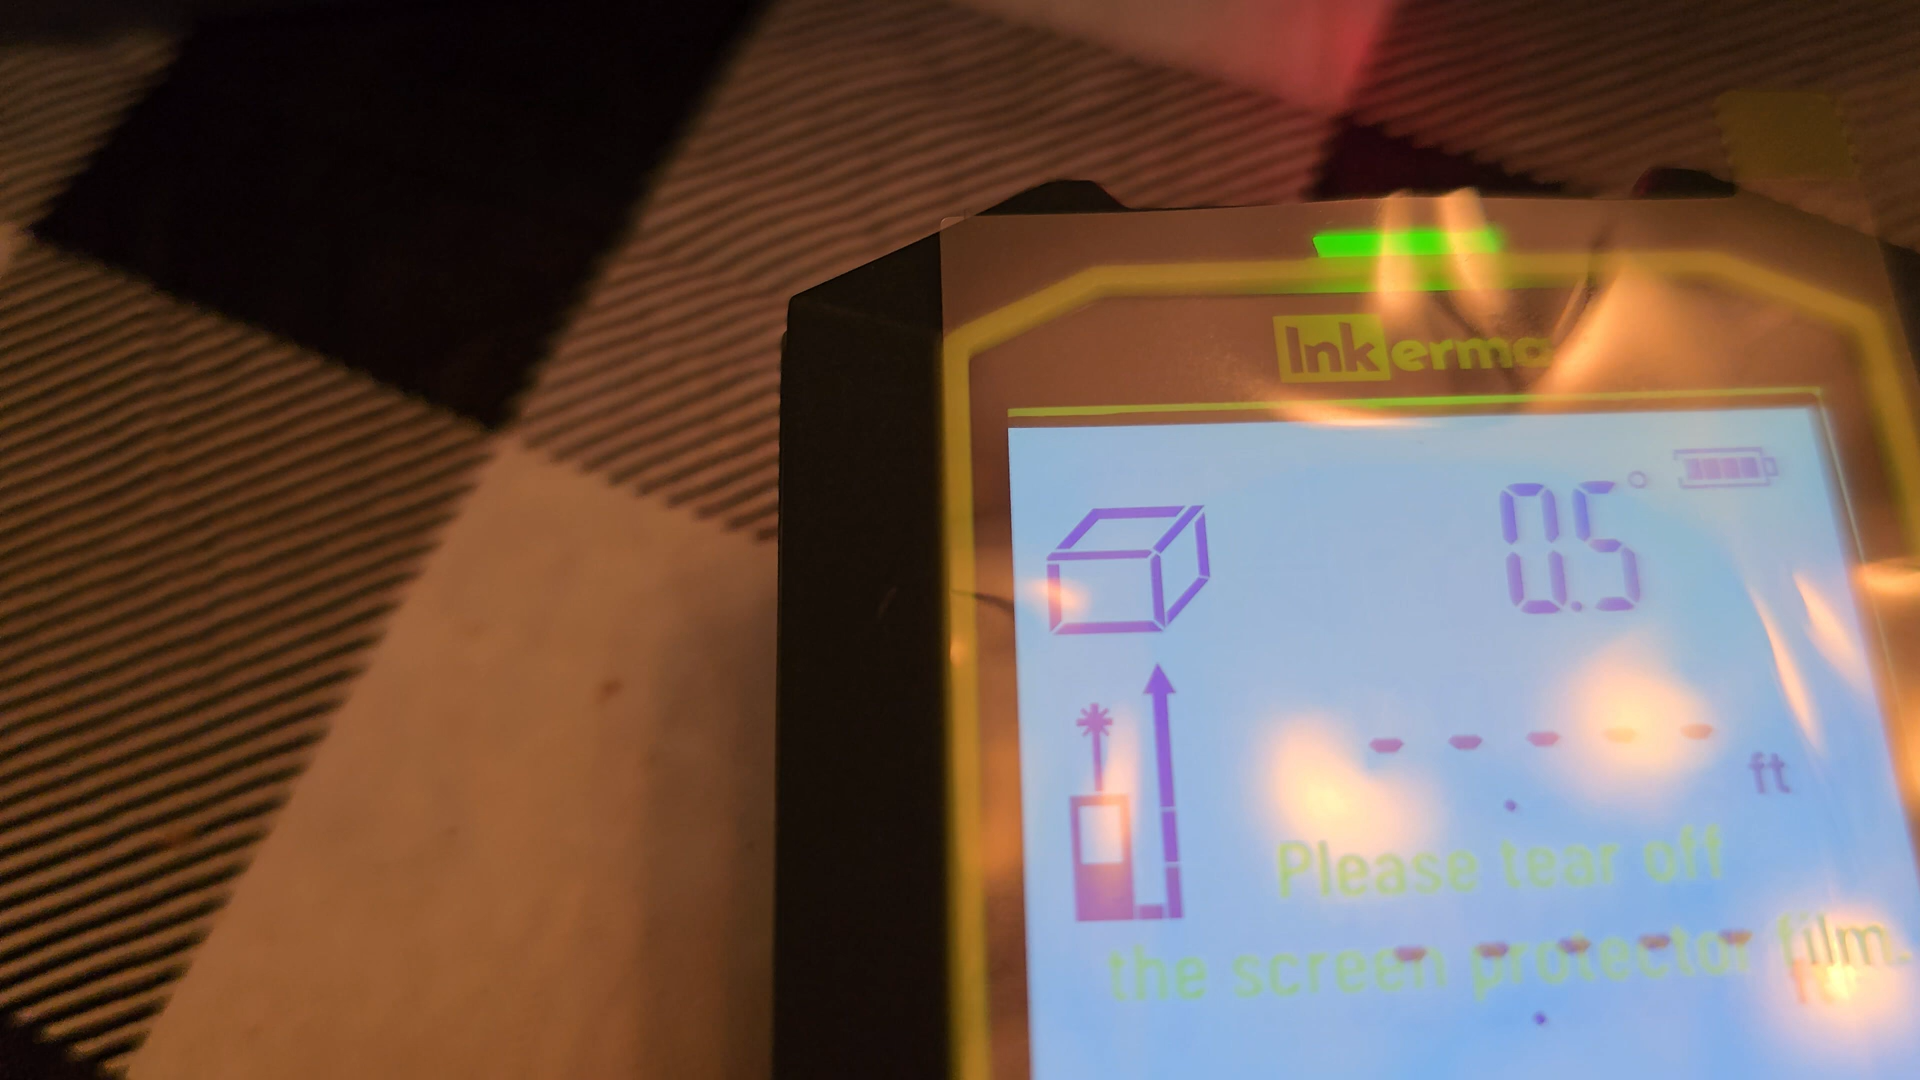 Inkerma
0.5°
- - - - -
ft
Please tear off
the screen protector film.
- - - - -